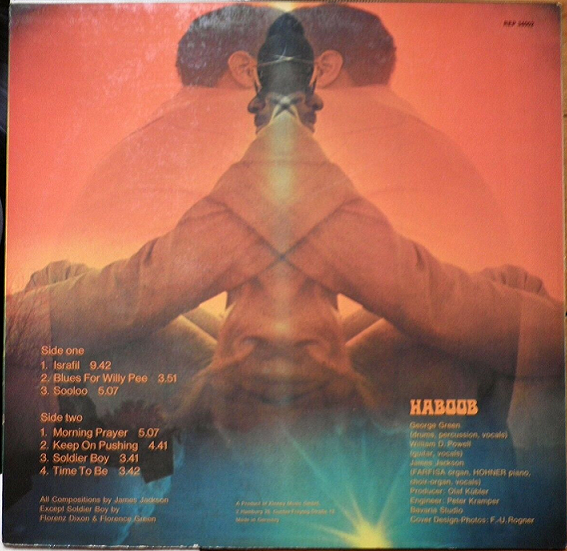 Side one
1. Israfil 9.42
2. Blues For Willy Pee 3.51
3. Sooloo 5.07
Side two
1. Morning Prayer 5.07
2. Keep On Pushing 4.41
3. Soldier Boy 3.41
4. Time To Be 3.42
All Compositions by James Jackson
Except Soldier Boy by
Florenz Dixon & Florence Green
Made in Germany
HABOOB
George Green
(drums, percussion, vocals)
William D. Powell
(guitar, vocals)
James Jackson
(FARFISA organ, HOHNER piano,
choir-organ, vocals)
Producer: Olaf Kübler
Engineer: Peter Kramper
Bavaria Studio
Cover Design-Photos: F.-U. Rogner